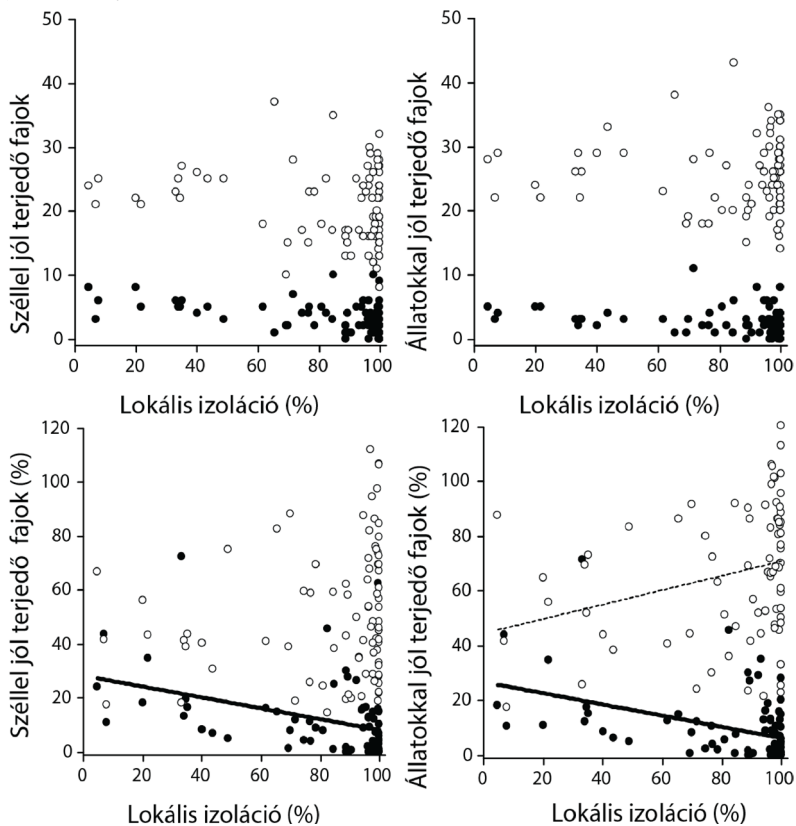 Széllel jól terjedő fajok
50
40
30
20
10
0
0 20 40 60 80 100
Lokális izoláció (%)
Állatokkal jól terjedő fajok
50
40
30
20
10
0
0 20 40 60 80 100
Lokális izoláció (%)
Széllel jól terjedő fajok (%)
120
100
80
60
40
20
0
0 20 40 60 80 100
Lokális izoláció (%)
Állatokkal jól terjedő fajok (%)
120
100
80
60
40
20
0
0 20 40 60 80 100
Lokális izoláció (%)